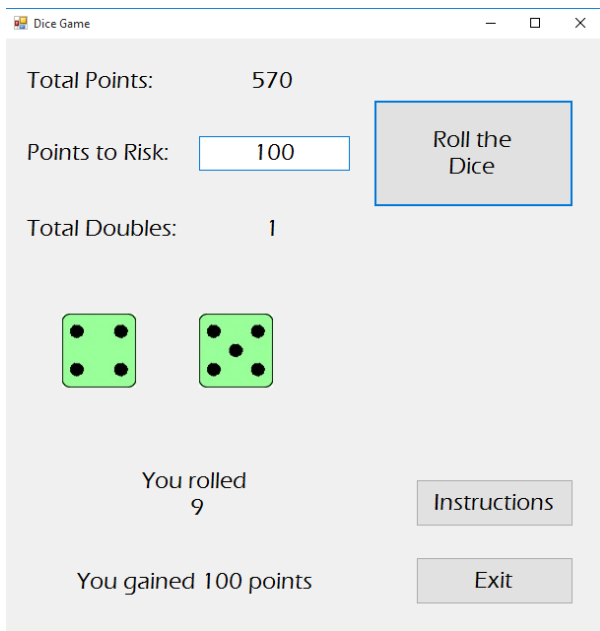 Dice Game
Total Points: 570
Points to Risk: 100
Roll the
Dice
Total Doubles: 1
You rolled
9
Instructions
You gained 100 points
Exit